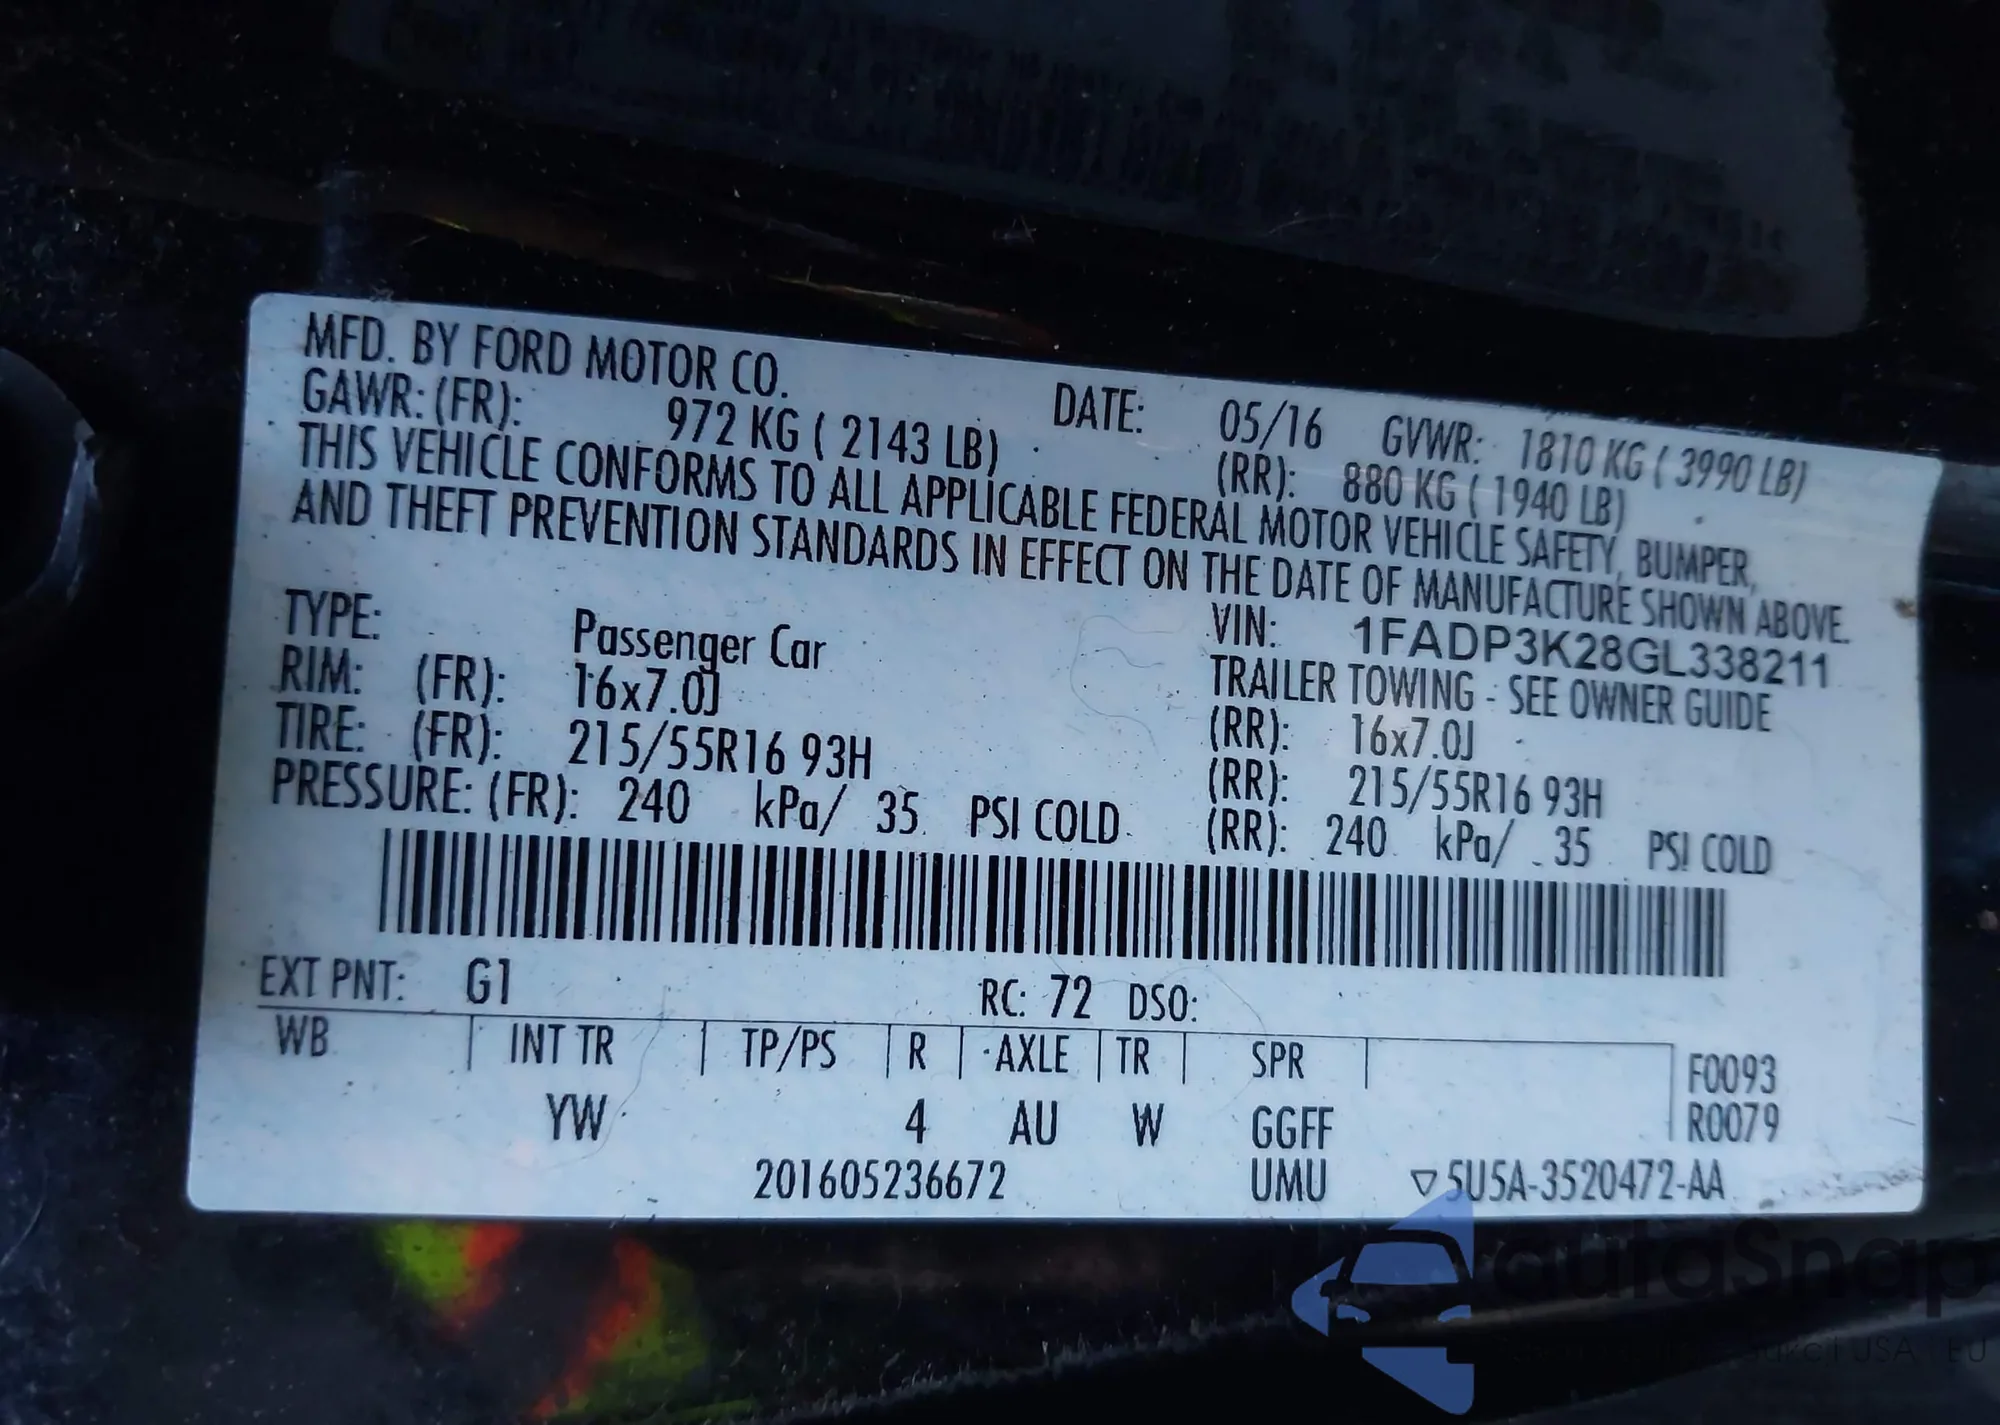 MFD. BY FORD MOTOR CO. DATE: 05/16 GVWR: 1810 KG ( 3990 LB)
GAWR: (FR): 972 KG ( 2143 LB) (RR): 880 KG ( 1940 LB)
THIS VEHICLE CONFORMS TO ALL APPLICABLE FEDERAL MOTOR VEHICLE SAFETY, BUMPER,
AND THEFT PREVENTION STANDARDS IN EFFECT ON THE DATE OF MANUFACTURE SHOWN ABOVE.
VIN: 1FADP3K28GL338211
TYPE: Passenger Car TRAILER TOWING - SEE OWNER GUIDE
RIM: (FR): 16x7.0J (RR): 16x7.0J
TIRE: (FR): 215/55R16 93H (RR): 215/55R16 93H
PRESSURE: (FR): 240 kPa/ 35 PSI COLD (RR): 240 kPa/ 35 PSI COLD
EXT PNT: G1 RC: 72 DSO:
WB INT TR TP/PS R AXLE TR SPR F0093
YW 4 AU W GGFF R0079
201605236672 UMU ▽5U5A-3520472-AA
autoSnap
USA EU